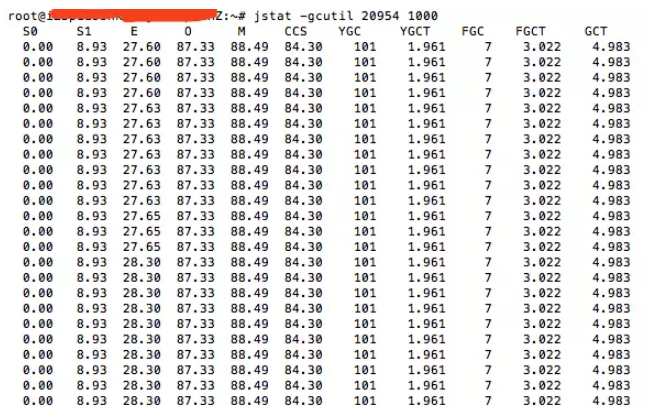 root@i Z:~# jstat -gcutil 20954 1000
S0 S1 E O M CCS YGC YGCT FGC FGCT GCT
0.00 8.93 27.60 87.33 88.49 84.30 101 1.961 7 3.022 4.983
0.00 8.93 27.60 87.33 88.49 84.30 101 1.961 7 3.022 4.983
0.00 8.93 27.60 87.33 88.49 84.30 101 1.961 7 3.022 4.983
0.00 8.93 27.60 87.33 88.49 84.30 101 1.961 7 3.022 4.983
0.00 8.93 27.63 87.33 88.49 84.30 101 1.961 7 3.022 4.983
0.00 8.93 27.63 87.33 88.49 84.30 101 1.961 7 3.022 4.983
0.00 8.93 27.63 87.33 88.49 84.30 101 1.961 7 3.022 4.983
0.00 8.93 27.63 87.33 88.49 84.30 101 1.961 7 3.022 4.983
0.00 8.93 27.63 87.33 88.49 84.30 101 1.961 7 3.022 4.983
0.00 8.93 27.63 87.33 88.49 84.30 101 1.961 7 3.022 4.983
0.00 8.93 27.63 87.33 88.49 84.30 101 1.961 7 3.022 4.983
0.00 8.93 27.65 87.33 88.49 84.30 101 1.961 7 3.022 4.983
0.00 8.93 27.65 87.33 88.49 84.30 101 1.961 7 3.022 4.983
0.00 8.93 27.65 87.33 88.49 84.30 101 1.961 7 3.022 4.983
0.00 8.93 28.30 87.33 88.49 84.30 101 1.961 7 3.022 4.983
0.00 8.93 28.30 87.33 88.49 84.30 101 1.961 7 3.022 4.983
0.00 8.93 28.30 87.33 88.49 84.30 101 1.961 7 3.022 4.983
0.00 8.93 28.30 87.33 88.49 84.30 101 1.961 7 3.022 4.983
0.00 8.93 28.30 87.33 88.49 84.30 101 1.961 7 3.022 4.983
0.00 8.93 28.30 87.33 88.49 84.30 101 1.961 7 3.022 4.983
0.00 8.93 28.30 87.33 88.49 84.30 101 1.961 7 3.022 4.983
0.00 8.93 28.30 87.33 88.49 84.30 101 1.961 7 3.022 4.983
0.00 8.93 28.30 87.33 88.49 84.30 101 1.961 7 3.022 4.983
0.00 8.93 28.30 87.33 88.49 84.30 101 1.961 7 3.022 4.983